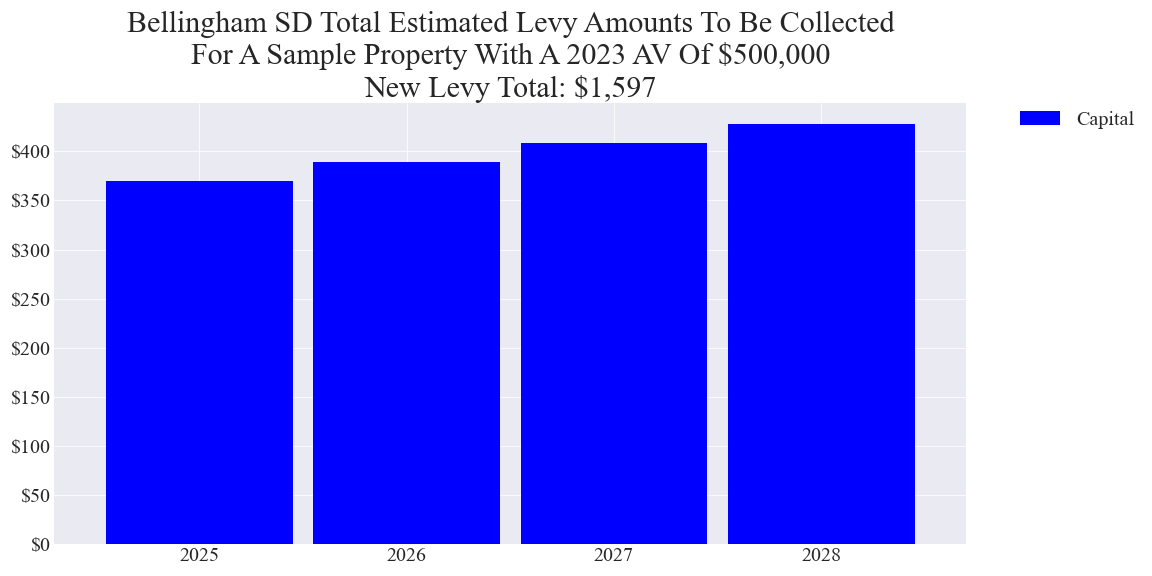 Bellingham SD Total Estimated Levy Amounts To Be Collected
For A Sample Property With A 2023 AV Of $500,000
New Levy Total: $1,597
Capital
$400
$350
$300
$250
$200
$150
$100
$50
$0
2025 2026 2027 2028